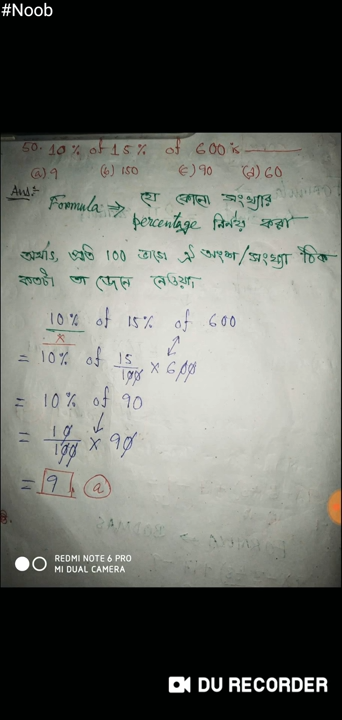 #Noob
50. 10% of 15% of 600 is
(a) 9 (b) 150 (c) 90 (d) 60
Ans:-
Formula ⇒ যে কোনো সংখ্যার
percentage নির্ণয় করা
অর্থাৎ, প্রতি 100 ভাগে ঐ অংশ/সংখ্যা ঠিক
কতটা তা জেনে নেওয়া
10% of 15% of 600
x
= 10% of 15/100 × 600
= 10% of 90
= 10/100 × 90
= 9 (a)
REDMI NOTE 6 PRO
MI DUAL CAMERA
DU RECORDER